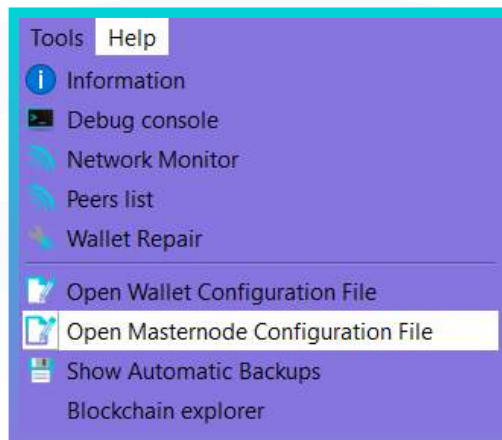 Tools Help
Information
Debug console
Network Monitor
Peers list
Wallet Repair
Open Wallet Configuration File
Open Masternode Configuration File
Show Automatic Backups
Blockchain explorer